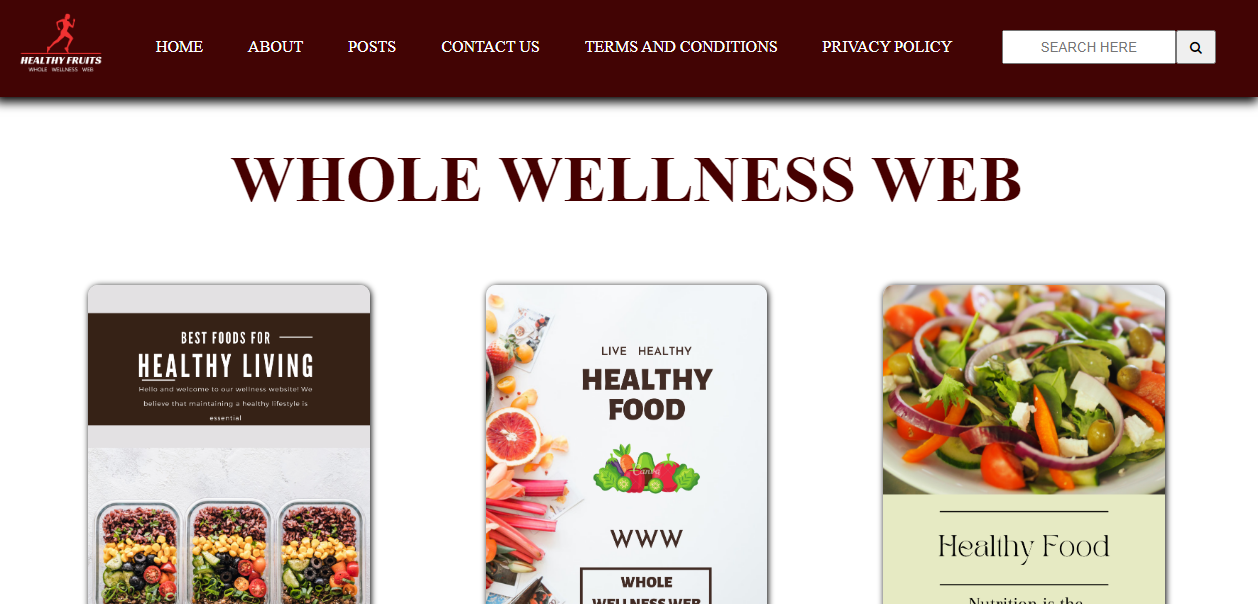 HEALTHY FRUITS
WHOLE WELLNESS WEB
HOME
ABOUT
POSTS
CONTACT US
TERMS AND CONDITIONS
PRIVACY POLICY
SEARCH HERE
WHOLE WELLNESS WEB
BEST FOODS FOR
HEALTHY LIVING
Hello and welcome to our wellness website! We
believe that maintaining a healthy lifestyle is
essential
LIVE HEALTHY
HEALTHY
FOOD
Canva
WWW
WHOLE
WELLNESS WEB
Healthy Food
Nutrition is the